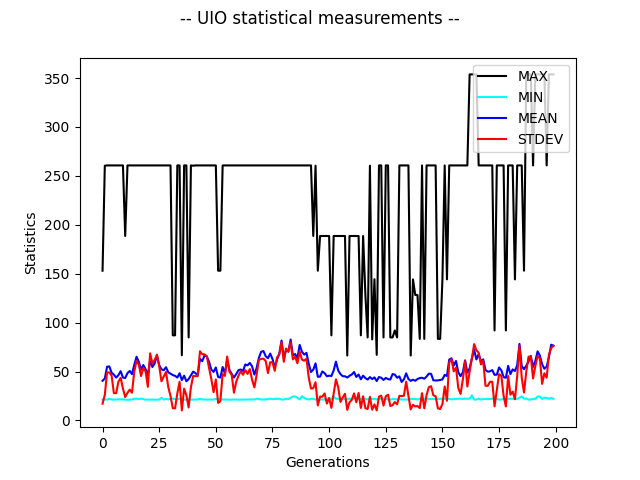 -- UIO statistical measurements --
MAX
MIN
MEAN
STDEV
Statistics
350
300
250
200
150
100
50
0
0 25 50 75 100 125 150 175 200
Generations